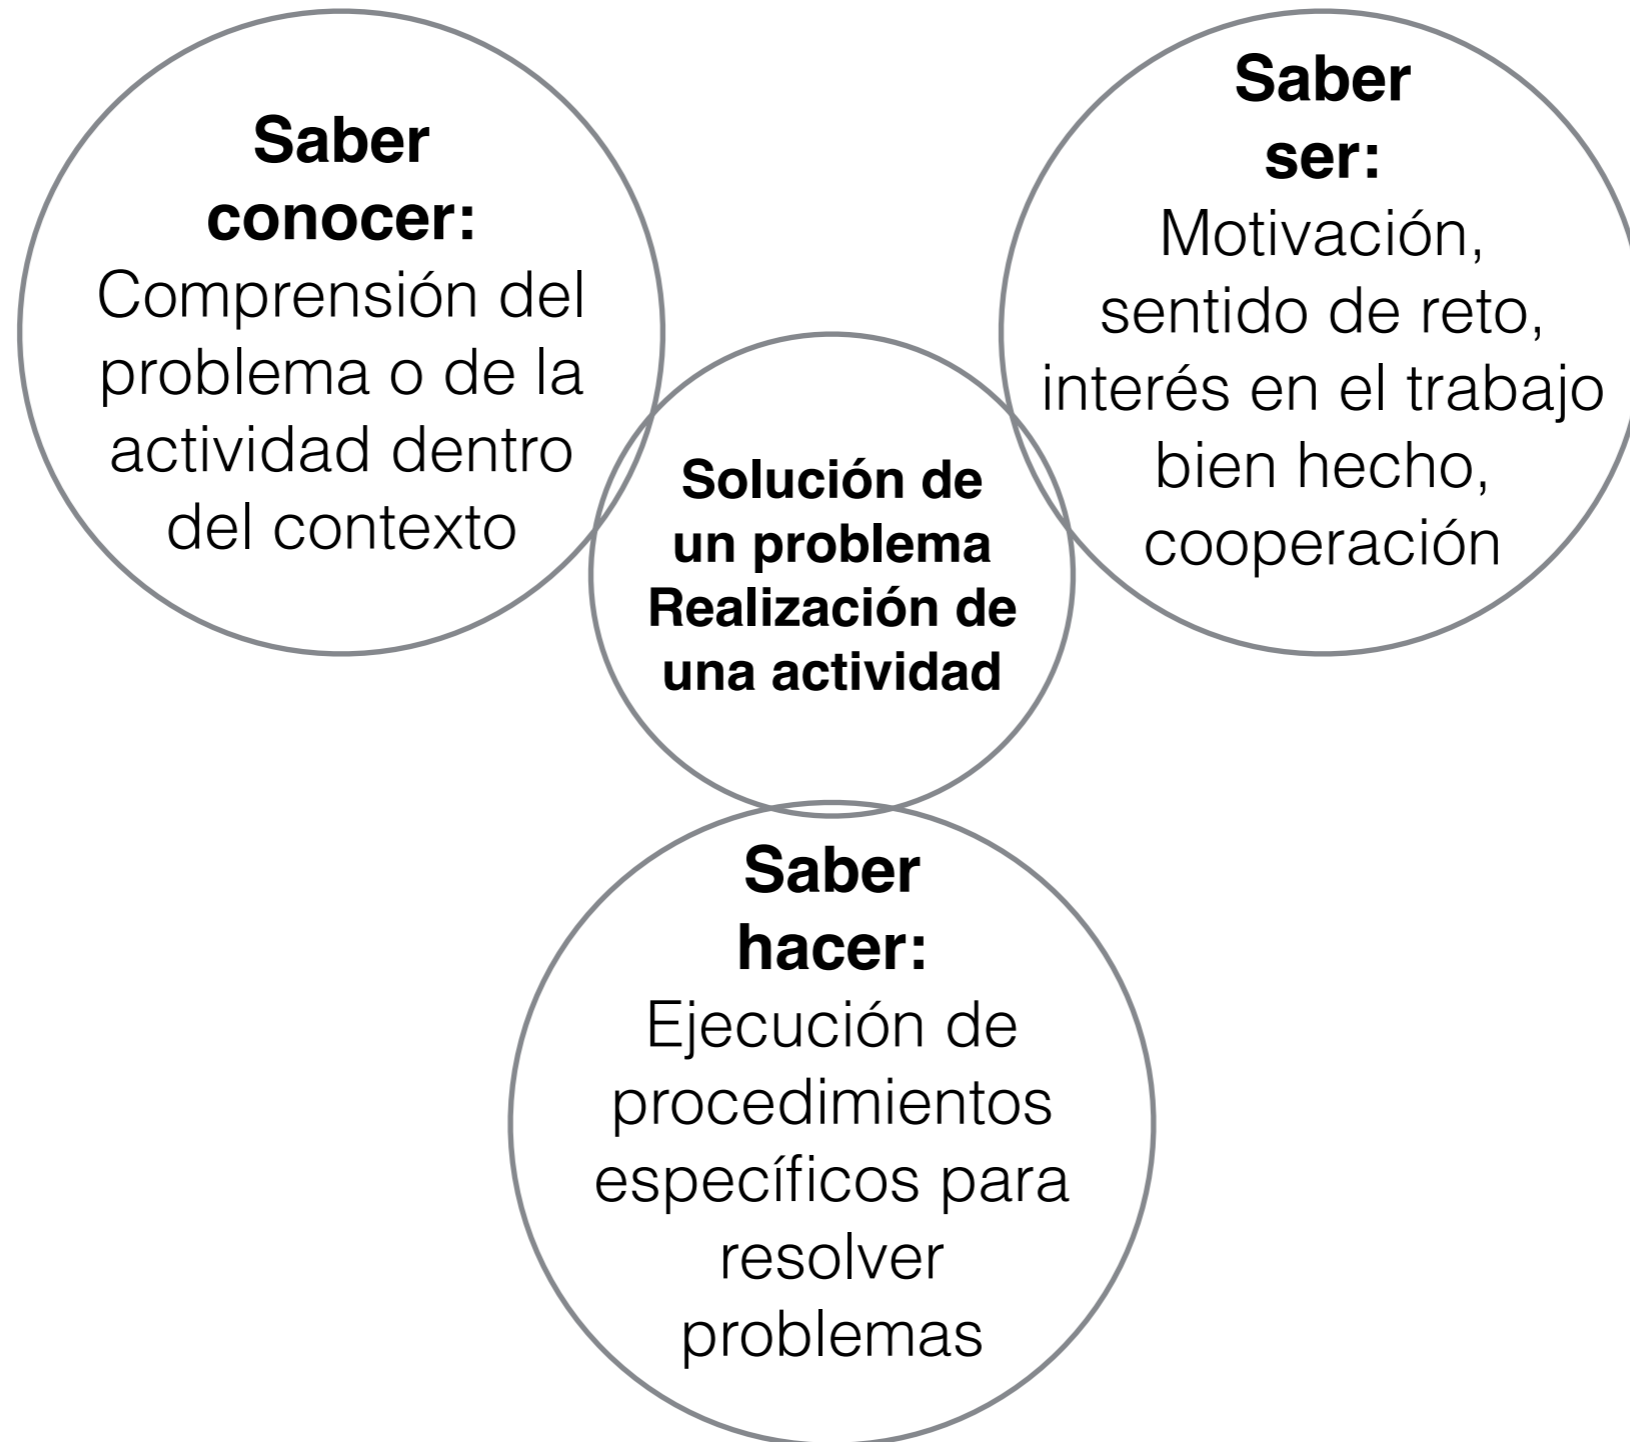 Saber
conocer:
Comprensión del
problema o de la
actividad dentro
del contexto
Saber
ser:
Motivación,
sentido de reto,
interés en el trabajo
bien hecho,
cooperación
Solución de
un problema
Realización de
una actividad
Saber
hacer:
Ejecución de
procedimientos
específicos para
resolver
problemas